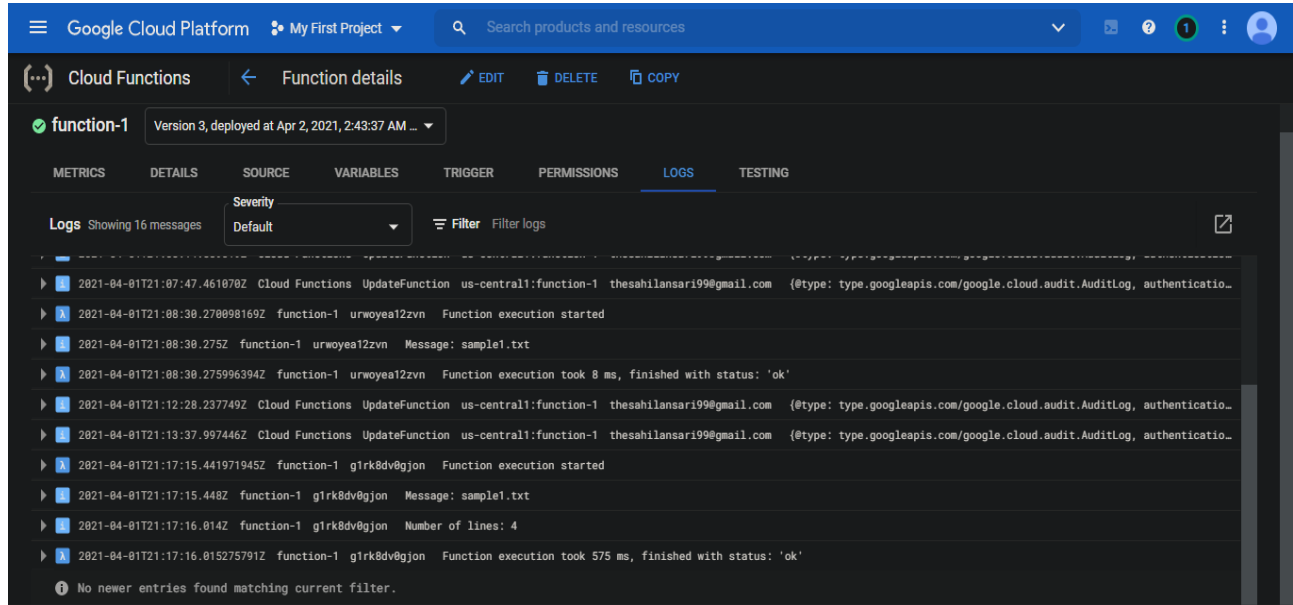 Google Cloud Platform My First Project Search products and resources 1
Cloud Functions Function details EDIT DELETE COPY
function-1 Version 3, deployed at Apr 2, 2021, 2:43:37 AM ...
METRICS DETAILS SOURCE VARIABLES TRIGGER PERMISSIONS LOGS TESTING
Severity
Logs Showing 16 messages Default Filter Filter logs
2021-04-01T21:07:47.461070Z Cloud Functions UpdateFunction us-central1:function-1 thesahilansari99@gmail.com {@type: type.googleapis.com/google.cloud.audit.AuditLog, authenticatio…
2021-04-01T21:08:30.270098169Z function-1 urwoyea12zvn Function execution started
2021-04-01T21:08:30.275Z function-1 urwoyea12zvn Message: sample1.txt
2021-04-01T21:08:30.275996394Z function-1 urwoyea12zvn Function execution took 8 ms, finished with status: 'ok'
2021-04-01T21:12:28.237749Z Cloud Functions UpdateFunction us-central1:function-1 thesahilansari99@gmail.com {@type: type.googleapis.com/google.cloud.audit.AuditLog, authenticatio…
2021-04-01T21:13:37.997446Z Cloud Functions UpdateFunction us-central1:function-1 thesahilansari99@gmail.com {@type: type.googleapis.com/google.cloud.audit.AuditLog, authenticatio…
2021-04-01T21:17:15.441971945Z function-1 g1rk8dv0gjon Function execution started
2021-04-01T21:17:15.448Z function-1 g1rk8dv0gjon Message: sample1.txt
2021-04-01T21:17:16.014Z function-1 g1rk8dv0gjon Number of lines: 4
2021-04-01T21:17:16.015275791Z function-1 g1rk8dv0gjon Function execution took 575 ms, finished with status: 'ok'
No newer entries found matching current filter.